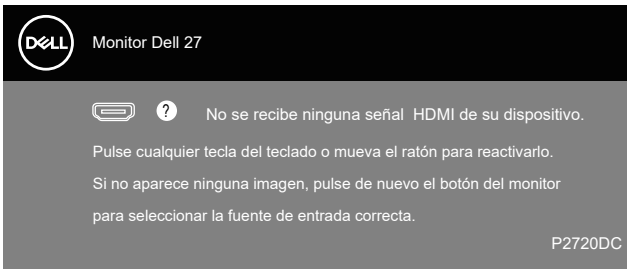 DELL Monitor Dell 27
? No se recibe ninguna señal HDMI de su dispositivo.
Pulse cualquier tecla del teclado o mueva el ratón para reactivarlo.
Si no aparece ninguna imagen, pulse de nuevo el botón del monitor
para seleccionar la fuente de entrada correcta.
P2720DC